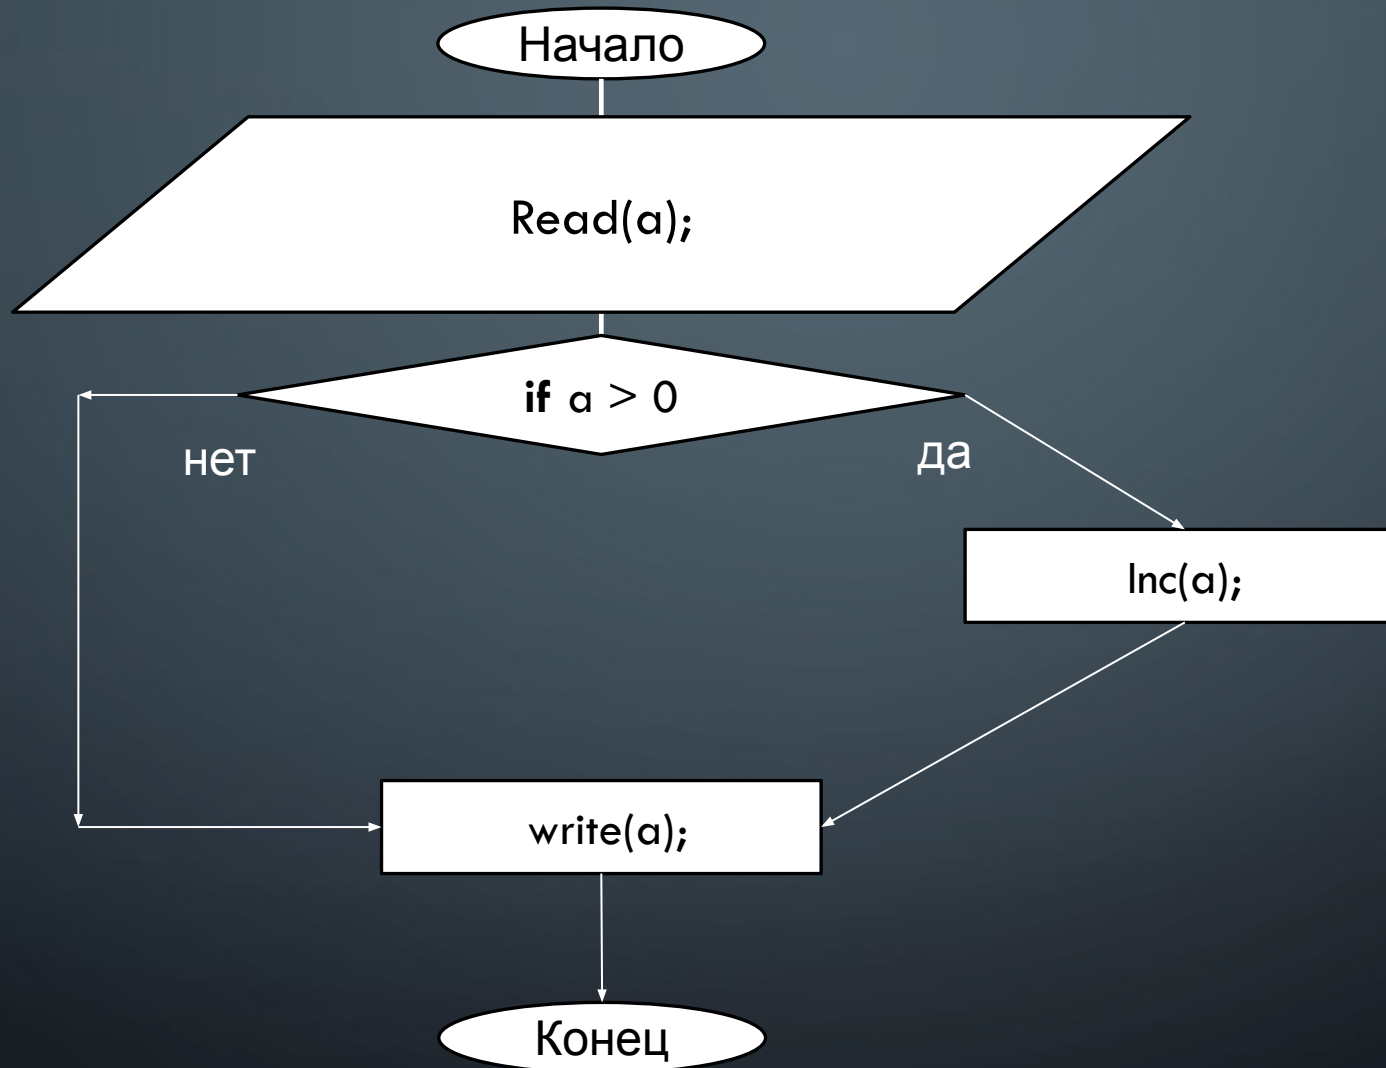 Начало
Read(a);
if a > 0
нет
да
Inc(a);
write(a);
Конец